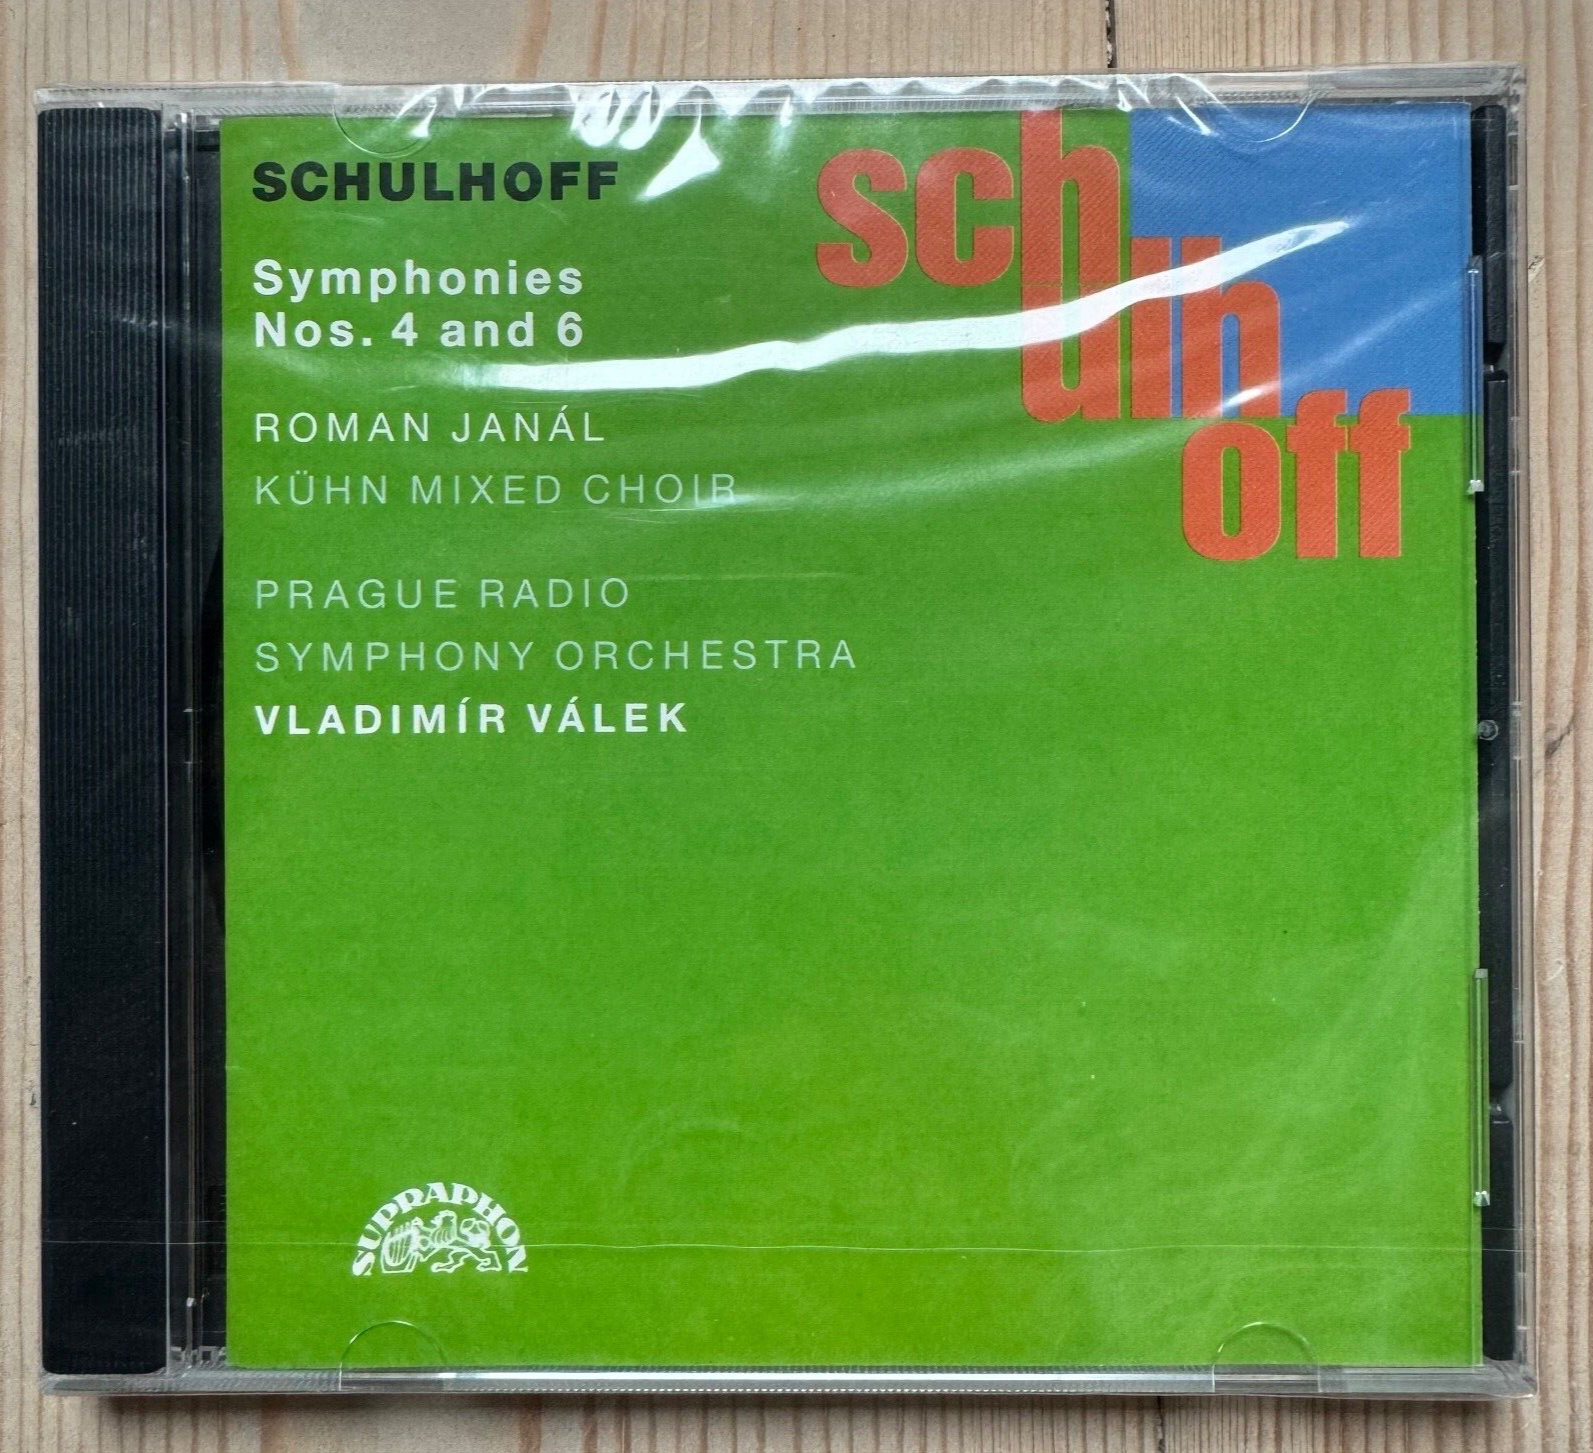 SCHULHOFF
Symphonies
Nos. 4 and 6
ROMAN JANÁL
KÜHN MIXED CHOIR
PRAGUE RADIO
SYMPHONY ORCHESTRA
VLADIMÍR VÁLEK
sch
ulh
off
SUPRAPHON